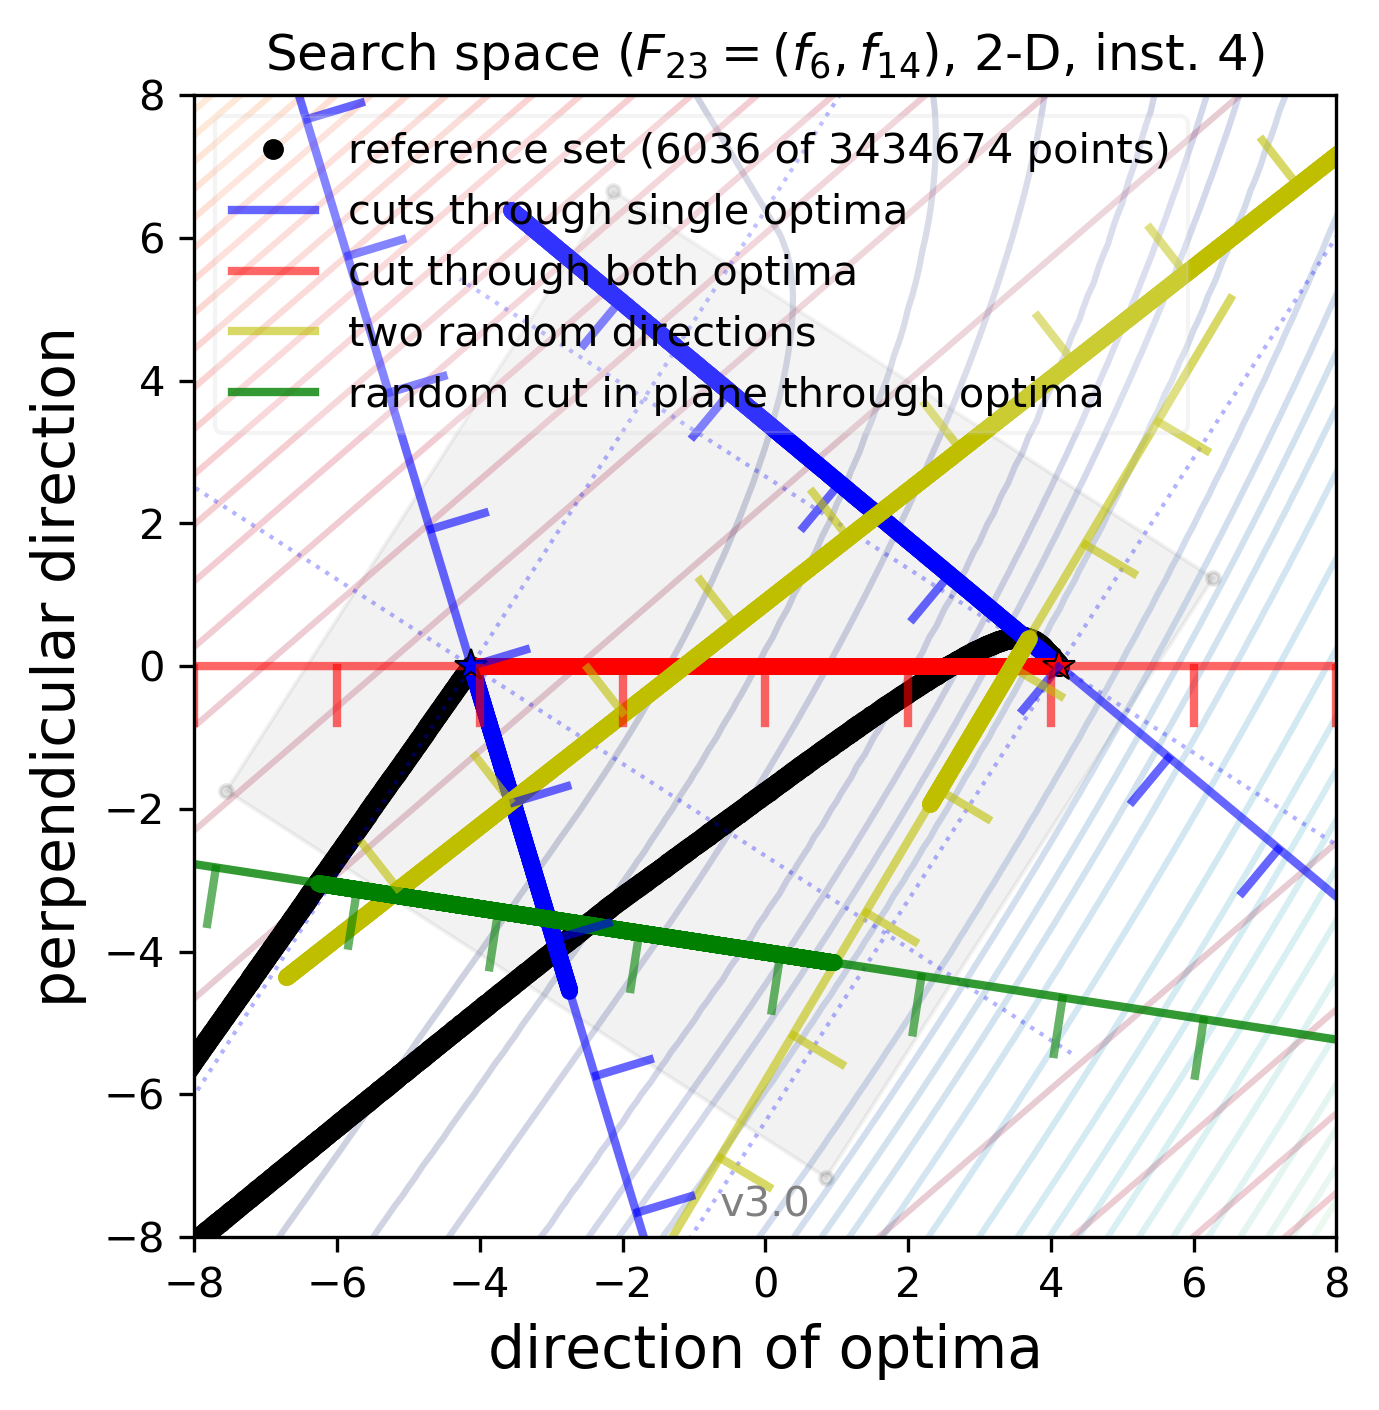 Search space (F₂₃ = (f₆, f₁₄), 2-D, inst. 4)
reference set (6036 of 3434674 points)
cuts through single optima
cut through both optima
two random directions
random cut in plane through optima
perpendicular direction
8
6
4
2
0
−2
−4
−6
−8
v3.0
−8 −6 −4 −2 0 2 4 6 8
direction of optima